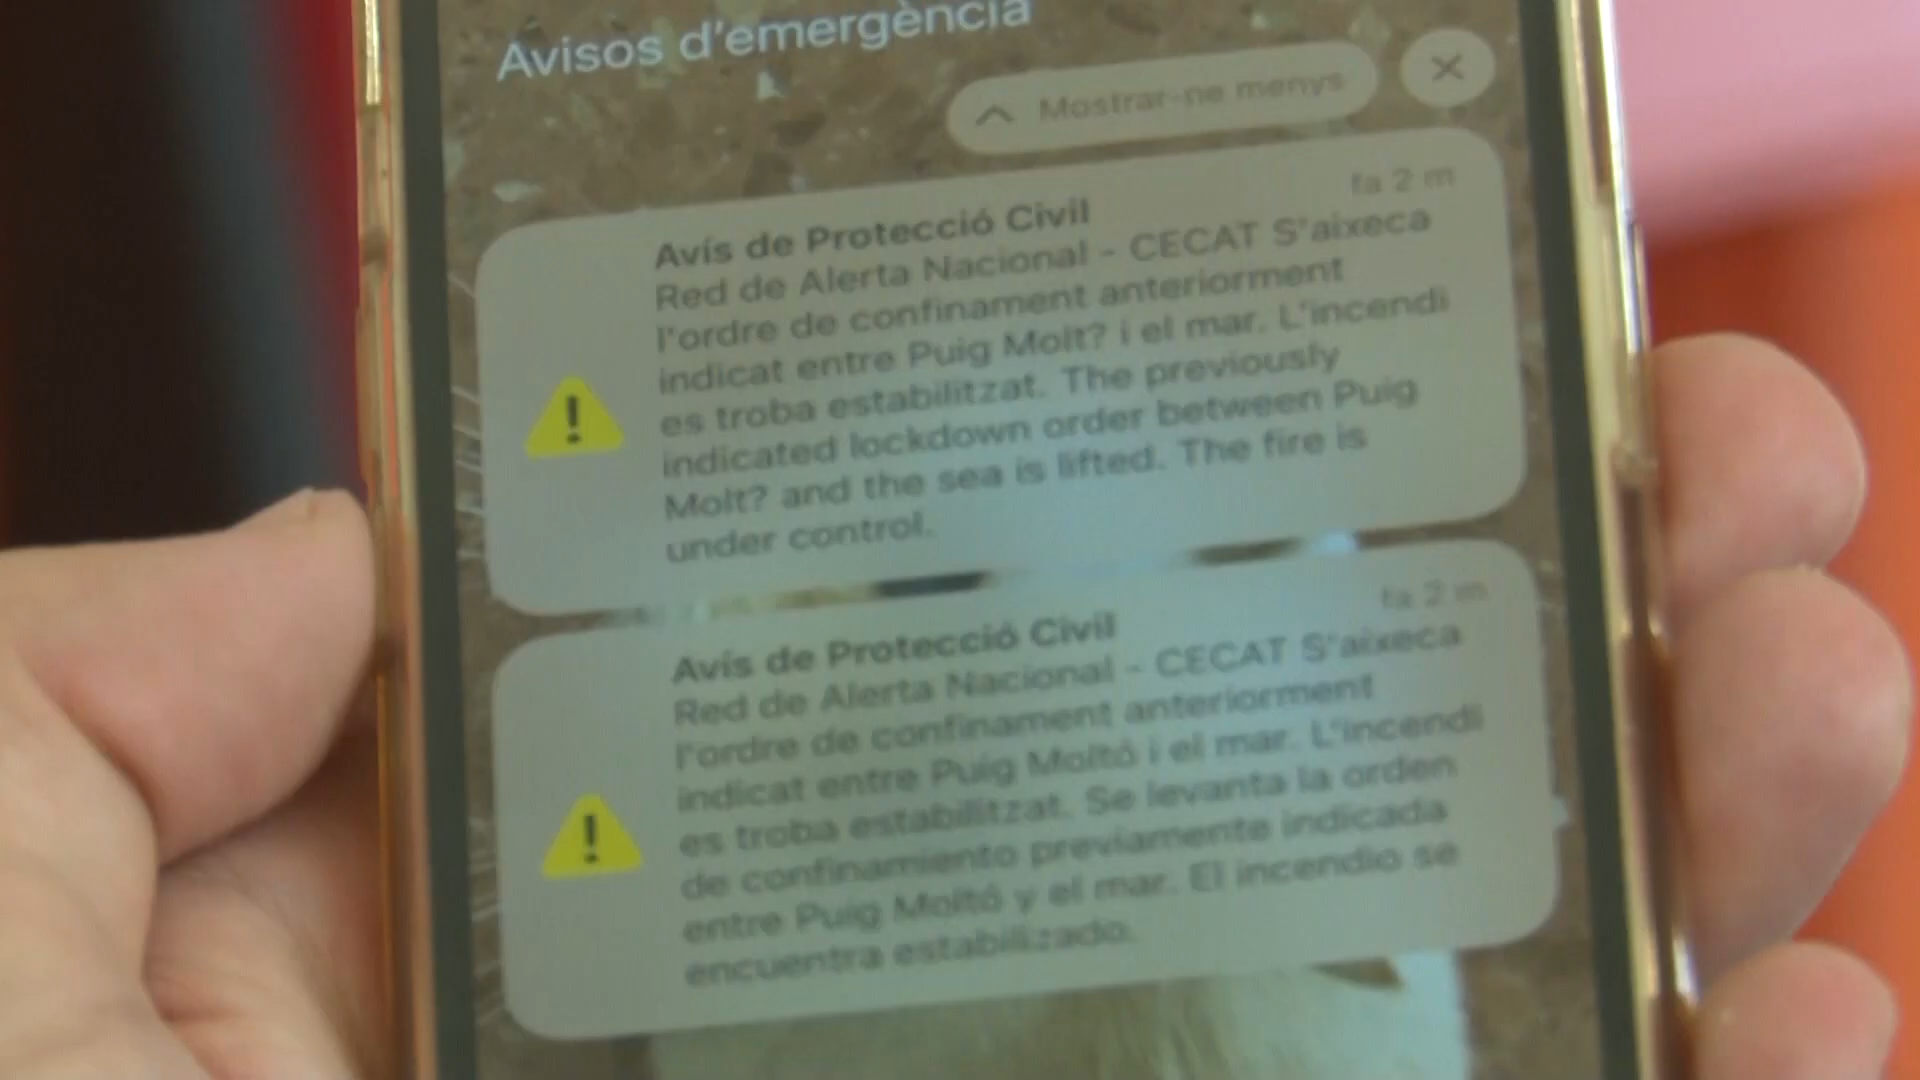 Avisos d'emergència
Mostrar-ne menys
fa 2 m
Avís de Protecció Civil
Red de Alerta Nacional - CECAT S'aixeca
l'ordre de confinament anteriorment
indicat entre Puig Molt? i el mar. L'incendi
es troba estabilitzat. The previously
indicated lockdown order between Puig
Molt? and the sea is lifted. The fire is
under control.
fa 2 m
Avís de Protecció Civil
Red de Alerta Nacional - CECAT S'aixeca
l'ordre de confinament anteriorment
indicat entre Puig Moltó i el mar. L'incendi
es troba estabilitzat. Se levanta la orden
de confinamiento previamente indicada
entre Puig Moltó y el mar. El incendio se
encuentra estabilizado.